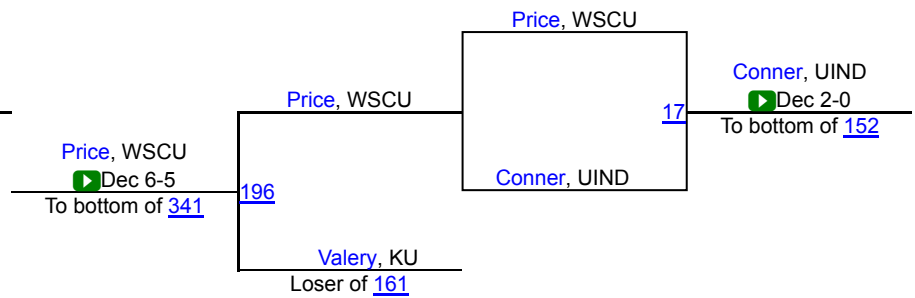 Price, WSCU
Conner, UIND
Dec 2-0
To bottom of 152
Price, WSCU
17
Price, WSCU
Dec 6-5
To bottom of 341
196
Conner, UIND
Valery, KU
Loser of 161